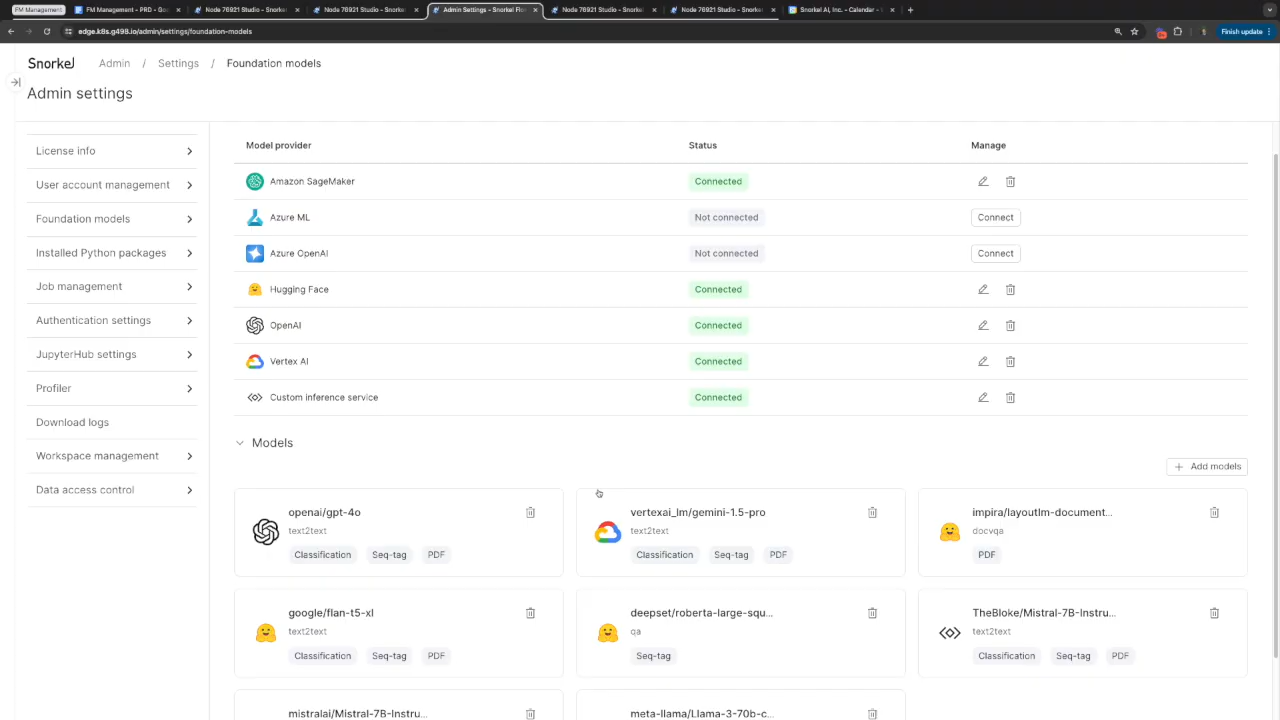 FM Management
FM Management - PRD - Goo
Node 76921 Studio - Snorke
Node 76921 Studio - Snorke
Admin Settings - Snorkel Flo
Node 76921 Studio - Snorke
Node 76921 Studio - Snorke
Snorkel AI, Inc. - Calendar -
edge.k8s.g498.io/admin/settings/foundation-models
Finish update
Snorkel
Admin / Settings / Foundation models
Admin settings
License info
User account management
Foundation models
Installed Python packages
Job management
Authentication settings
JupyterHub settings
Profiler
Download logs
Workspace management
Data access control
Model provider Status Manage
Amazon SageMaker Connected
Azure ML Not connected Connect
Azure OpenAI Not connected Connect
Hugging Face Connected
OpenAI Connected
Vertex AI Connected
Custom inference service Connected
Models
+ Add models
openai/gpt-4o
text2text
Classification Seq-tag PDF
vertexai_lm/gemini-1.5-pro
text2text
Classification Seq-tag PDF
impira/layoutlm-document...
docvqa
PDF
google/flan-t5-xl
text2text
Classification Seq-tag PDF
deepset/roberta-large-squ...
qa
Seq-tag
TheBloke/Mistral-7B-Instru...
text2text
Classification Seq-tag PDF
mistralai/Mistral-7B-Instru...
meta-llama/Llama-3-70b-c...